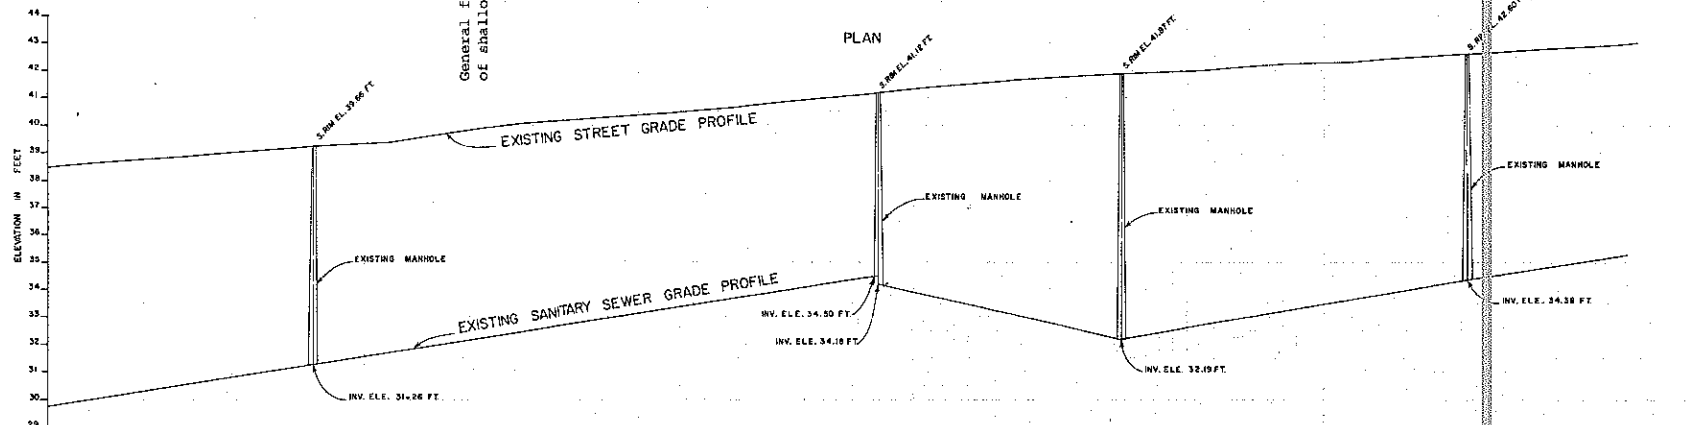 44
43
42
41
40
39
38
37
36
35
34
33
32
31
30
29
ELEVATION IN FEET
General f
of shallo
PLAN
S. RIM EL. 39.66 FT.
S. RIM EL. 41.12 FT.
S. RIM EL. 41.87 FT.
EXISTING STREET GRADE PROFILE
EXISTING MANHOLE
EXISTING MANHOLE
EXISTING MANHOLE
EXISTING MANHOLE
EXISTING SANITARY SEWER GRADE PROFILE
INV. ELE. 34.50 FT.
INV. ELE. 34.18 FT.
INV. ELE. 34.38 FT.
INV. ELE. 32.19 FT.
INV. ELE. 31.26 FT.